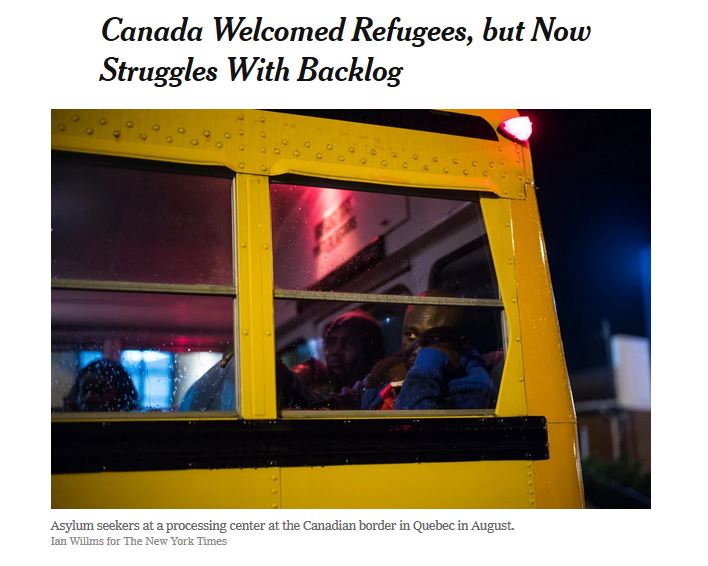 Canada Welcomed Refugees, but Now
Struggles With Backlog
Asylum seekers at a processing center at the Canadian border in Quebec in August.
Ian Willms for The New York Times